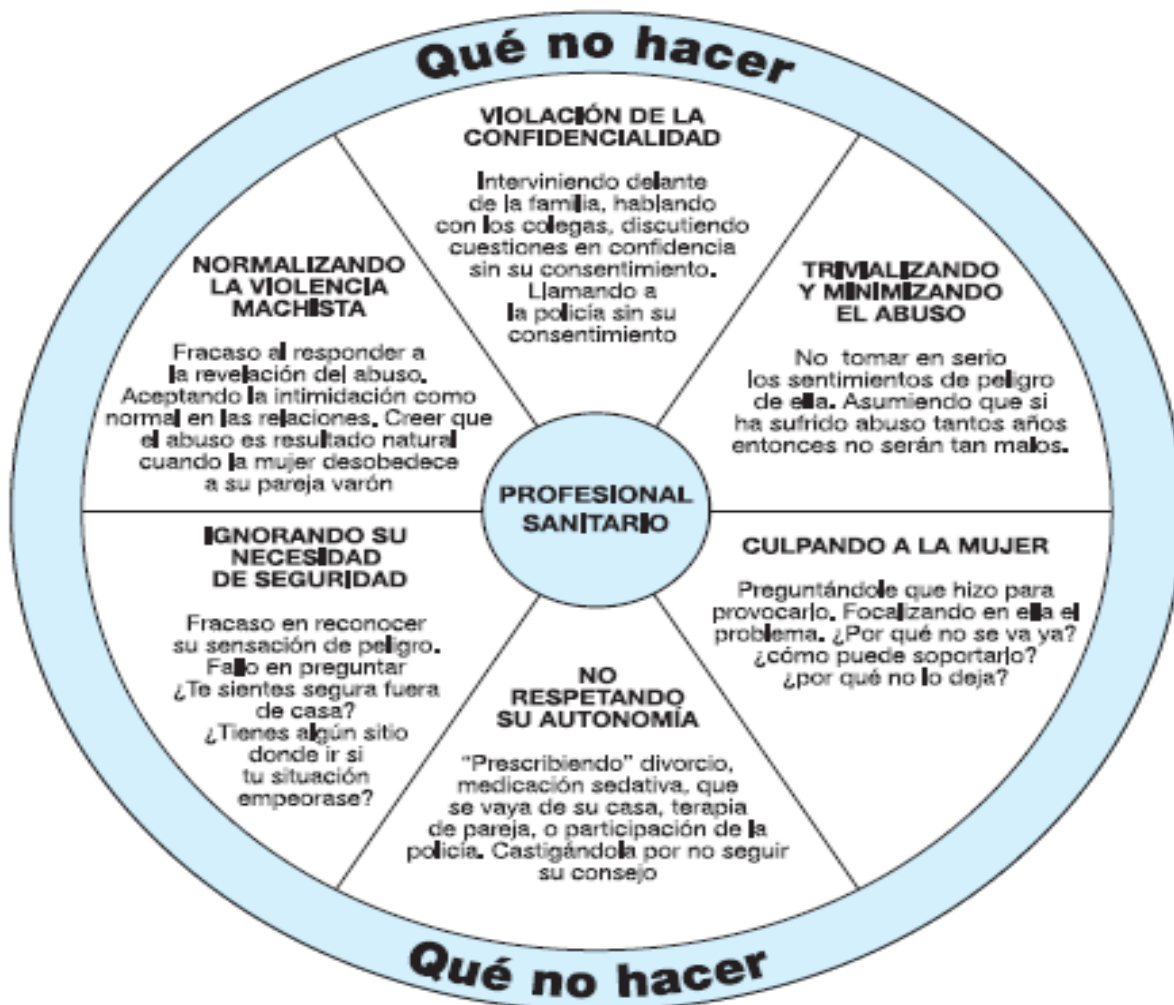 Qué no hacer
VIOLACIÓN DE LA
CONFIDENCIALIDAD
Interviniendo delante
de la familia, hablando
con los colegas, discutiendo
cuestiones en confidencia
sin su consentimiento.
Llamando a
la policía sin su
consentimiento
TRIVIALIZANDO
Y MINIMIZANDO
EL ABUSO
No tomar en serio
los sentimientos de peligro
de ella. Asumiendo que si
ha sufrido abuso tantos años
entonces no serán tan malos.
CULPANDO A LA MUJER
Preguntándole que hizo para
provocarlo. Focalizando en ella el
problema. ¿Por qué no se va ya?
¿cómo puede soportarlo?
¿por qué no lo deja?
NO
RESPETANDO
SU AUTONOMÍA
“Prescribiendo” divorcio,
medicación sedativa, que
se vaya de su casa, terapia
de pareja, o participación de la
policía. Castigándola por no seguir
su consejo
IGNORANDO SU
NECESIDAD
DE SEGURIDAD
Fracaso en reconocer
su sensación de peligro.
Fallo en preguntar
¿Te sientes segura fuera
de casa?
¿Tienes algún sitio
donde ir si
tu situación
empeorase?
NORMALIZANDO
LA VIOLENCIA
MACHISTA
Fracaso al responder a
la revelación del abuso.
Aceptando la intimidación como
normal en las relaciones. Creer que
el abuso es resultado natural
cuando la mujer desobedece
a su pareja varón
PROFESIONAL
SANITARIO
Qué no hacer